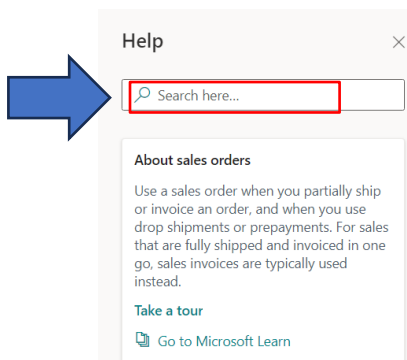 Help
Search here...
About sales orders
Use a sales order when you partially ship
or invoice an order, and when you use
drop shipments or prepayments. For sales
that are fully shipped and invoiced in one
go, sales invoices are typically used
instead.
Take a tour
Go to Microsoft Learn